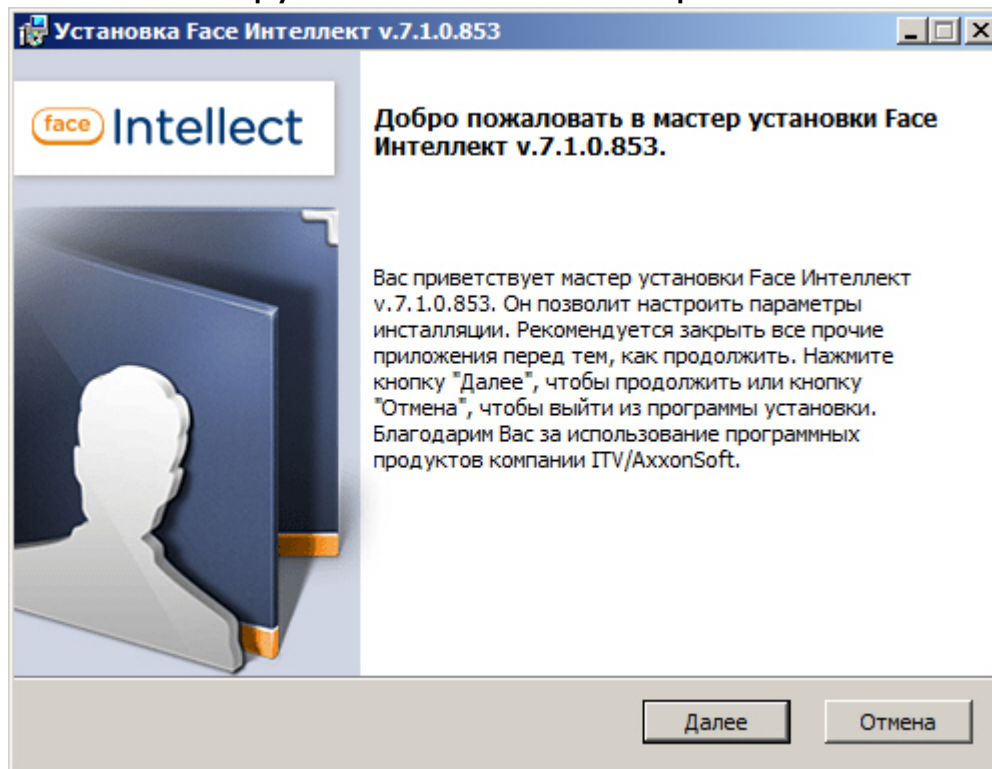 Установка Face Интеллект v.7.1.0.853
face Intellect
Добро пожаловать в мастер установки Face
Интеллект v.7.1.0.853.
Вас приветствует мастер установки Face Интеллект
v.7.1.0.853. Он позволит настроить параметры
инсталляции. Рекомендуется закрыть все прочие
приложения перед тем, как продолжить. Нажмите
кнопку "Далее", чтобы продолжить или кнопку
"Отмена", чтобы выйти из программы установки.
Благодарим Вас за использование программных
продуктов компании ITV/AxxonSoft.
Далее
Отмена